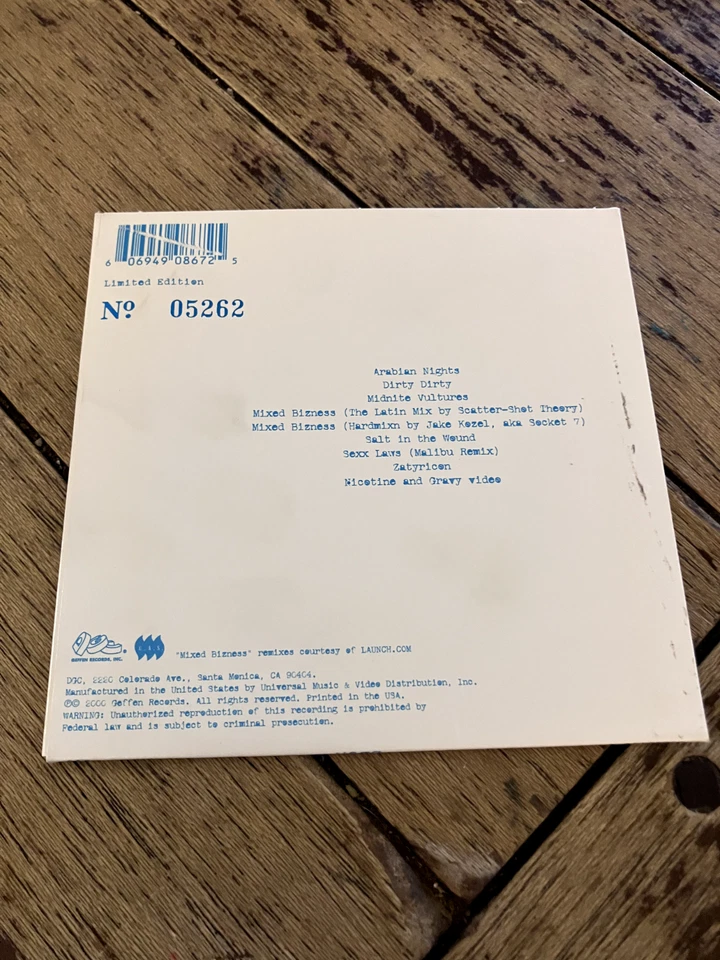 6 06949 08672 5
Limited Edition
Nº 05262
Arabian Nights
Dirty Dirty
Midnite Vultures
Mixed Bizness (The Latin Mix by Scatter-Shot Theory)
Mixed Bizness (Hardmixn by Jake Kozel, aka Socket 7)
Salt in the Wound
Sexx Laws (Malibu Remix)
Zatyricon
Nicotine and Gravy video
GEFFEN RECORDS, INC.
"Mixed Bizness" remixes courtesy of LAUNCH.COM
DGC, 2220 Colorado Ave., Santa Monica, CA 90404.
Manufactured in the United States by Universal Music & Video Distribution, Inc.
℗© 2000 Geffen Records. All rights reserved. Printed in the USA.
WARNING: Unauthorized reproduction of this recording is prohibited by
Federal law and is subject to criminal prosecution.